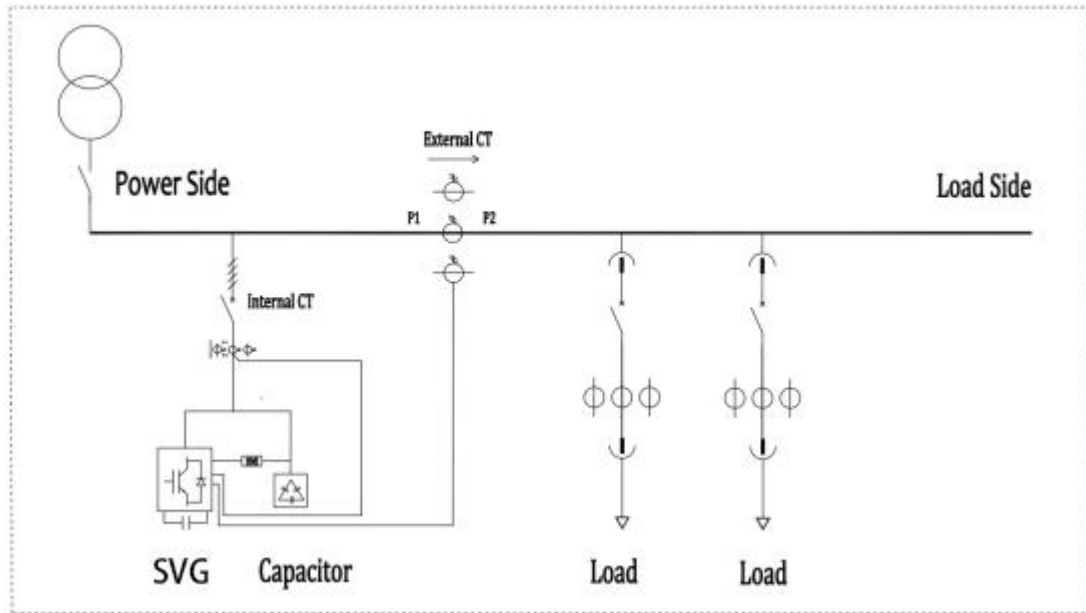 External CT
Power Side
Load Side
P1
P2
Internal CT
SVG
Capacitor
Load
Load